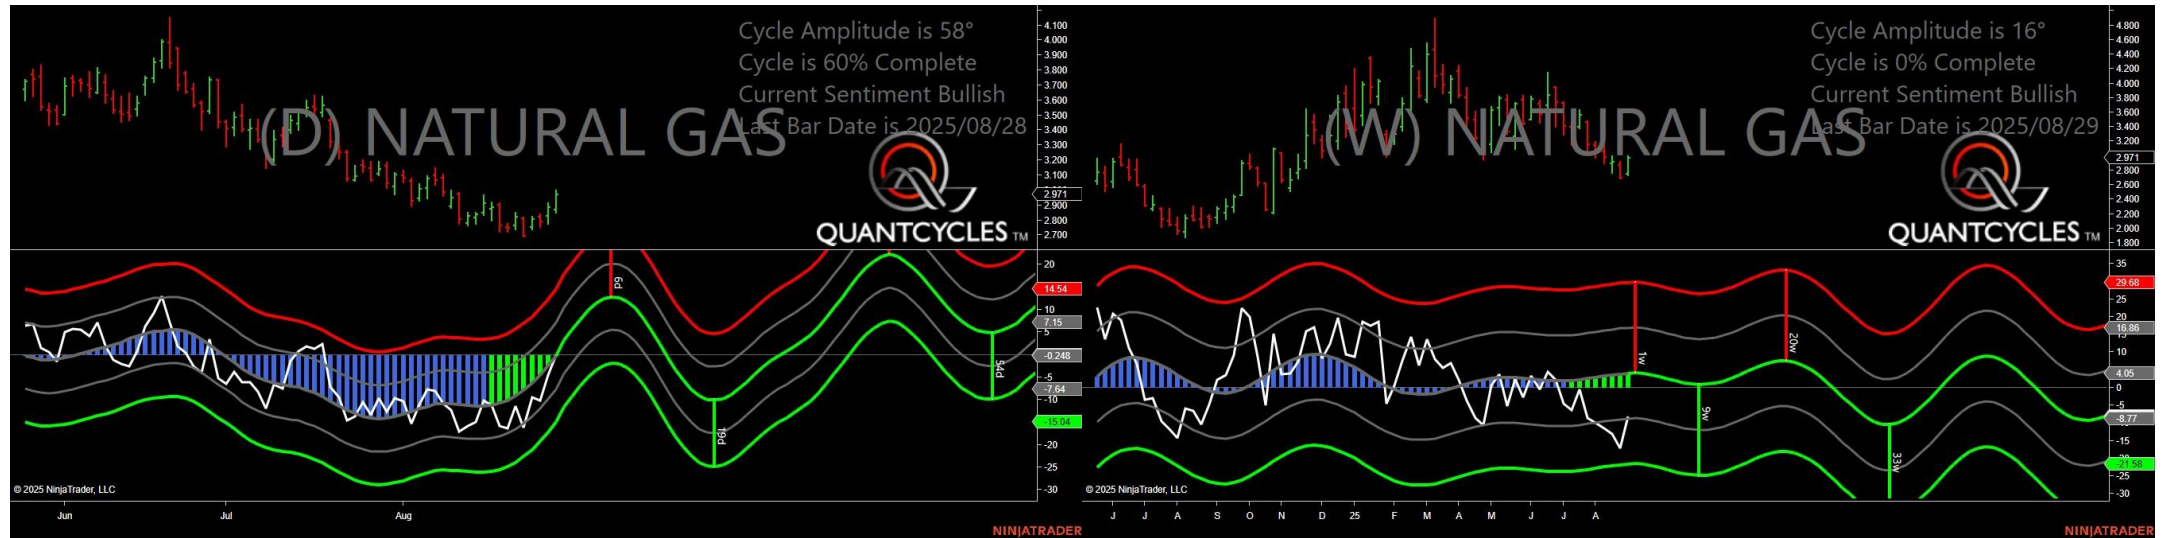 Cycle Amplitude is 58°
Cycle is 60% Complete
Current Sentiment Bullish
Last Bar Date is 2025/08/28
(D) NATURAL GAS
QUANTCYCLES TM
4.100
4.000
3.900
3.800
3.700
3.600
3.500
3.400
3.300
3.200
3.100
2.971
2.900
2.800
2.700
6d
19d
54d
20
14.54
10
7.15
5
-0.248
-5
-7.64
-10
-15.04
-20
-25
-30
© 2025 NinjaTrader, LLC
Jun
Jul
Aug
NINJATRADER
Cycle Amplitude is 16°
Cycle is 0% Complete
Current Sentiment Bullish
Last Bar Date is 2025/08/29
(W) NATURAL GAS
QUANTCYCLES TM
4.800
4.600
4.400
4.200
4.000
3.800
3.600
3.400
3.200
2.971
2.800
2.600
2.400
2.200
2.000
1.800
1w
9w
20w
33w
35
29.68
25
20
16.86
10
4.05
0
-5
-8.77
-15
-21.58
-25
-30
© 2025 NinjaTrader, LLC
J
J
A
S
O
N
D
25
F
M
A
M
J
J
A
NINJATRADER